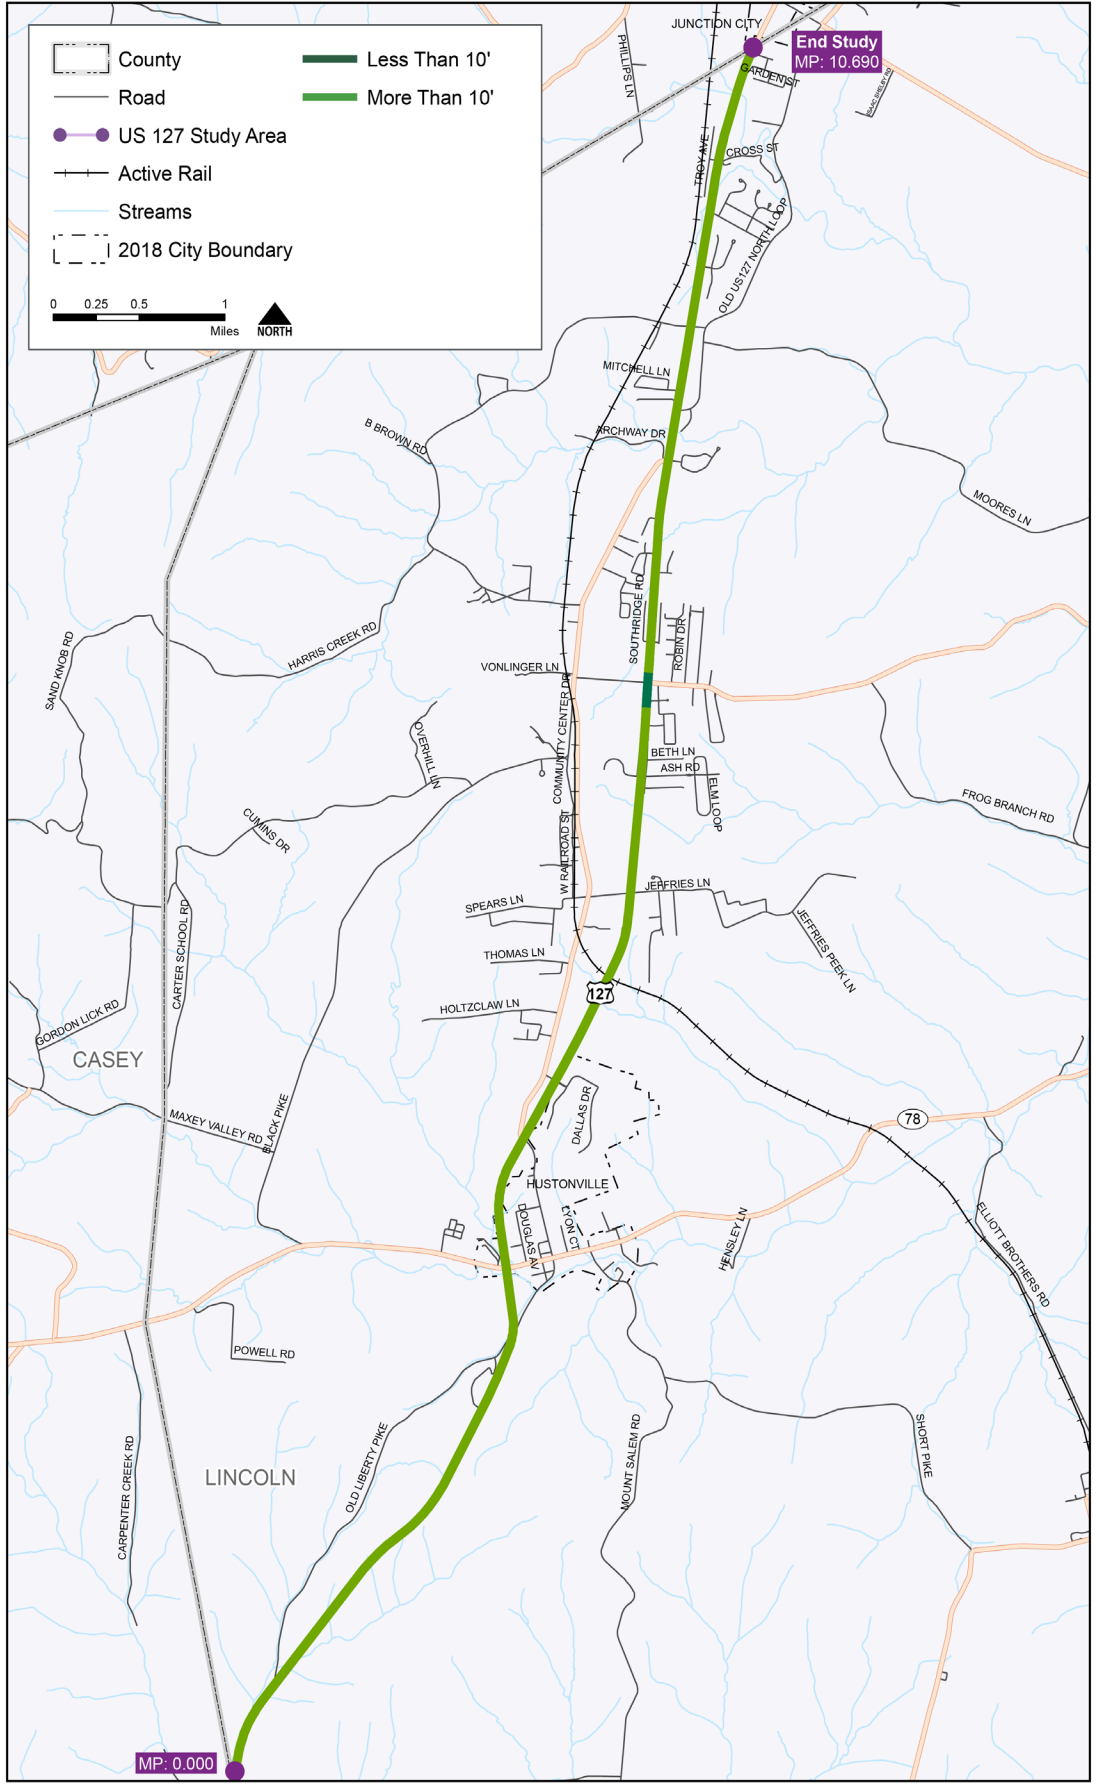 County
Road
US 127 Study Area
Active Rail
Streams
2018 City Boundary
Less Than 10'
More Than 10'
0 0.25 0.5 1
Miles
NORTH
JUNCTION CITY
End Study
MP: 10.690
PHILLIPS LN
GARDEN ST
ISAAC SHELBY RD
TROY AVE
CROSS ST
OLD US127 NORTH LOOP
MITCHELL LN
B BROWN RD
ARCHWAY DR
MOORES LN
SOUTHRIDGE RD
ROBIN DR
HARRIS CREEK RD
SAND KNOB RD
VONLINGER LN
COMMUNITY CENTER DR
OVERHILL LN
BETH LN
ASH RD
ELM LOOP
FROG BRANCH RD
CUMINS DR
W RAILROAD ST
SPEARS LN
JEFFRIES LN
CARTER SCHOOL RD
JEFFRIES PEEK LN
THOMAS LN
127
HOLTZCLAW LN
GORDON LICK RD
CASEY
DALLAS DR
78
MAXEY VALLEY RD
BLACK PIKE
HUSTONVILLE
DOUGLAS AV
LYON CT
HENSLEY LN
ELLIOTT BROTHERS RD
POWELL RD
CARPENTER CREEK RD
LINCOLN
OLD LIBERTY PIKE
MOUNT SALEM RD
SHORT PIKE
MP: 0.000